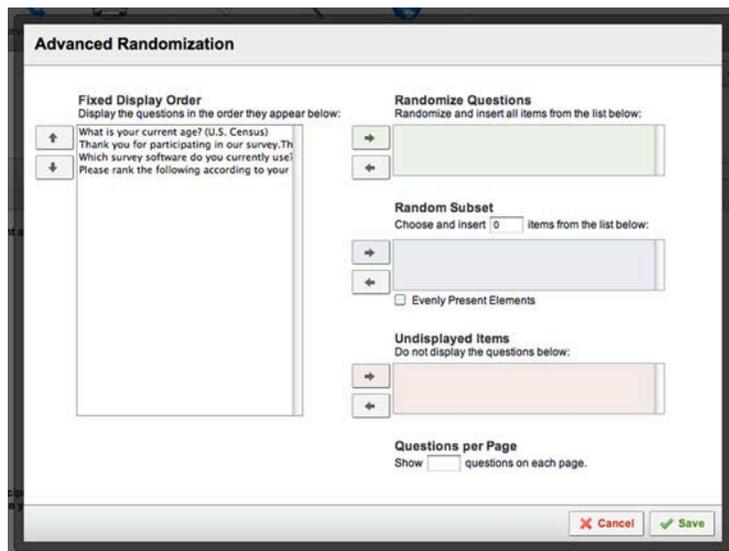 Advanced Randomization
Fixed Display Order
Display the questions in the order they appear below:
What is your current age? (U.S. Census)
Thank you for participating in our survey.Th
Which survey software do you currently use?
Please rank the following according to your
Randomize Questions
Randomize and insert all items from the list below:
Random Subset
Choose and insert 0 items from the list below:
Evenly Present Elements
Undisplayed Items
Do not display the questions below:
Questions per Page
Show questions on each page.
Cancel
Save